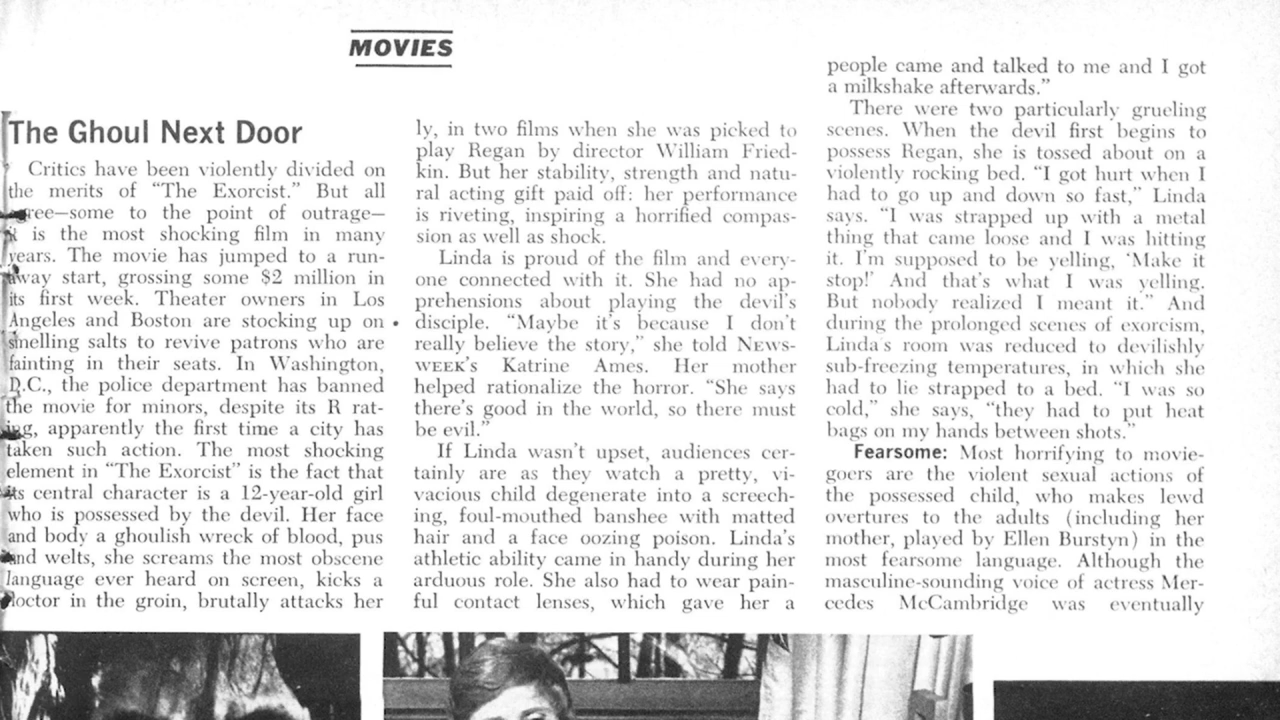 MOVIES
The Ghoul Next Door
Critics have been violently divided on
the merits of “The Exorcist.” But all
agree—some to the point of outrage—
it is the most shocking film in many
years. The movie has jumped to a run-
away start, grossing some $2 million in
its first week. Theater owners in Los
Angeles and Boston are stocking up on
smelling salts to revive patrons who are
fainting in their seats. In Washington,
D.C., the police department has banned
the movie for minors, despite its R rat-
ing, apparently the first time a city has
taken such action. The most shocking
element in “The Exorcist” is the fact that
its central character is a 12-year-old girl
who is possessed by the devil. Her face
and body a ghoulish wreck of blood, pus
and welts, she screams the most obscene
language ever heard on screen, kicks a
doctor in the groin, brutally attacks her
ly, in two films when she was picked to
play Regan by director William Fried-
kin. But her stability, strength and natu-
ral acting gift paid off: her performance
is riveting, inspiring a horrified compas-
sion as well as shock.
Linda is proud of the film and every-
one connected with it. She had no ap-
prehensions about playing the devil’s
disciple. “Maybe it’s because I don’t
really believe the story,” she told NEWS-
WEEK’S Katrine Ames. Her mother
helped rationalize the horror. “She says
there’s good in the world, so there must
be evil.”
If Linda wasn’t upset, audiences cer-
tainly are as they watch a pretty, vi-
vacious child degenerate into a screech-
ing, foul-mouthed banshee with matted
hair and a face oozing poison. Linda’s
athletic ability came in handy during her
arduous role. She also had to wear pain-
ful contact lenses, which gave her a
people came and talked to me and I got
a milkshake afterwards.”
There were two particularly grueling
scenes. When the devil first begins to
possess Regan, she is tossed about on a
violently rocking bed. “I got hurt when I
had to go up and down so fast,” Linda
says. “I was strapped up with a metal
thing that came loose and I was hitting
it. I’m supposed to be yelling, ‘Make it
stop!’ And that’s what I was yelling.
But nobody realized I meant it.” And
during the prolonged scenes of exorcism,
Linda’s room was reduced to devilishly
sub-freezing temperatures, in which she
had to lie strapped to a bed. “I was so
cold,” she says, “they had to put heat
bags on my hands between shots.”
Fearsome: Most horrifying to movie-
goers are the violent sexual actions of
the possessed child, who makes lewd
overtures to the adults (including her
mother, played by Ellen Burstyn) in the
most fearsome language. Although the
masculine-sounding voice of actress Mer-
cedes McCambridge was eventually